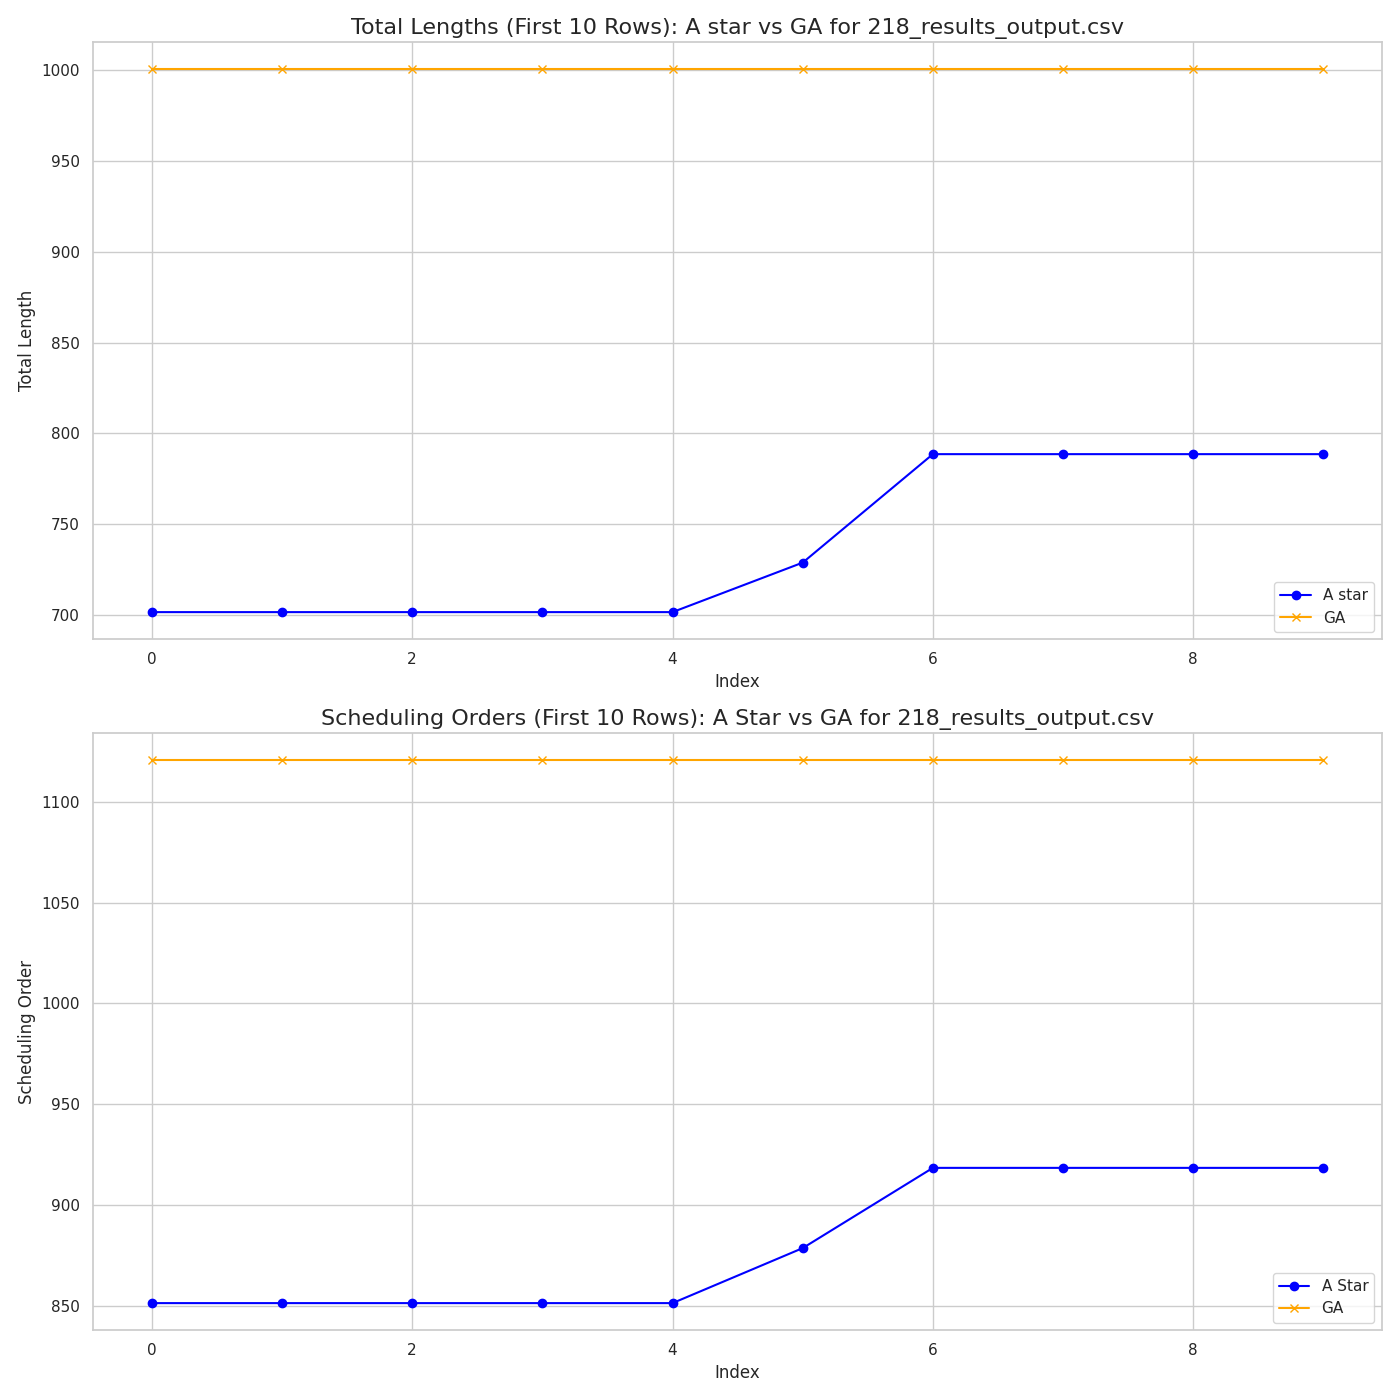 Total Lengths (First 10 Rows): A star vs GA for 218_results_output.csv
1000
950
900
850
800
750
700
Total Length
A star
GA
0 2 4 6 8
Index
Scheduling Orders (First 10 Rows): A Star vs GA for 218_results_output.csv
1100
1050
1000
950
900
850
Scheduling Order
A Star
GA
0 2 4 6 8
Index